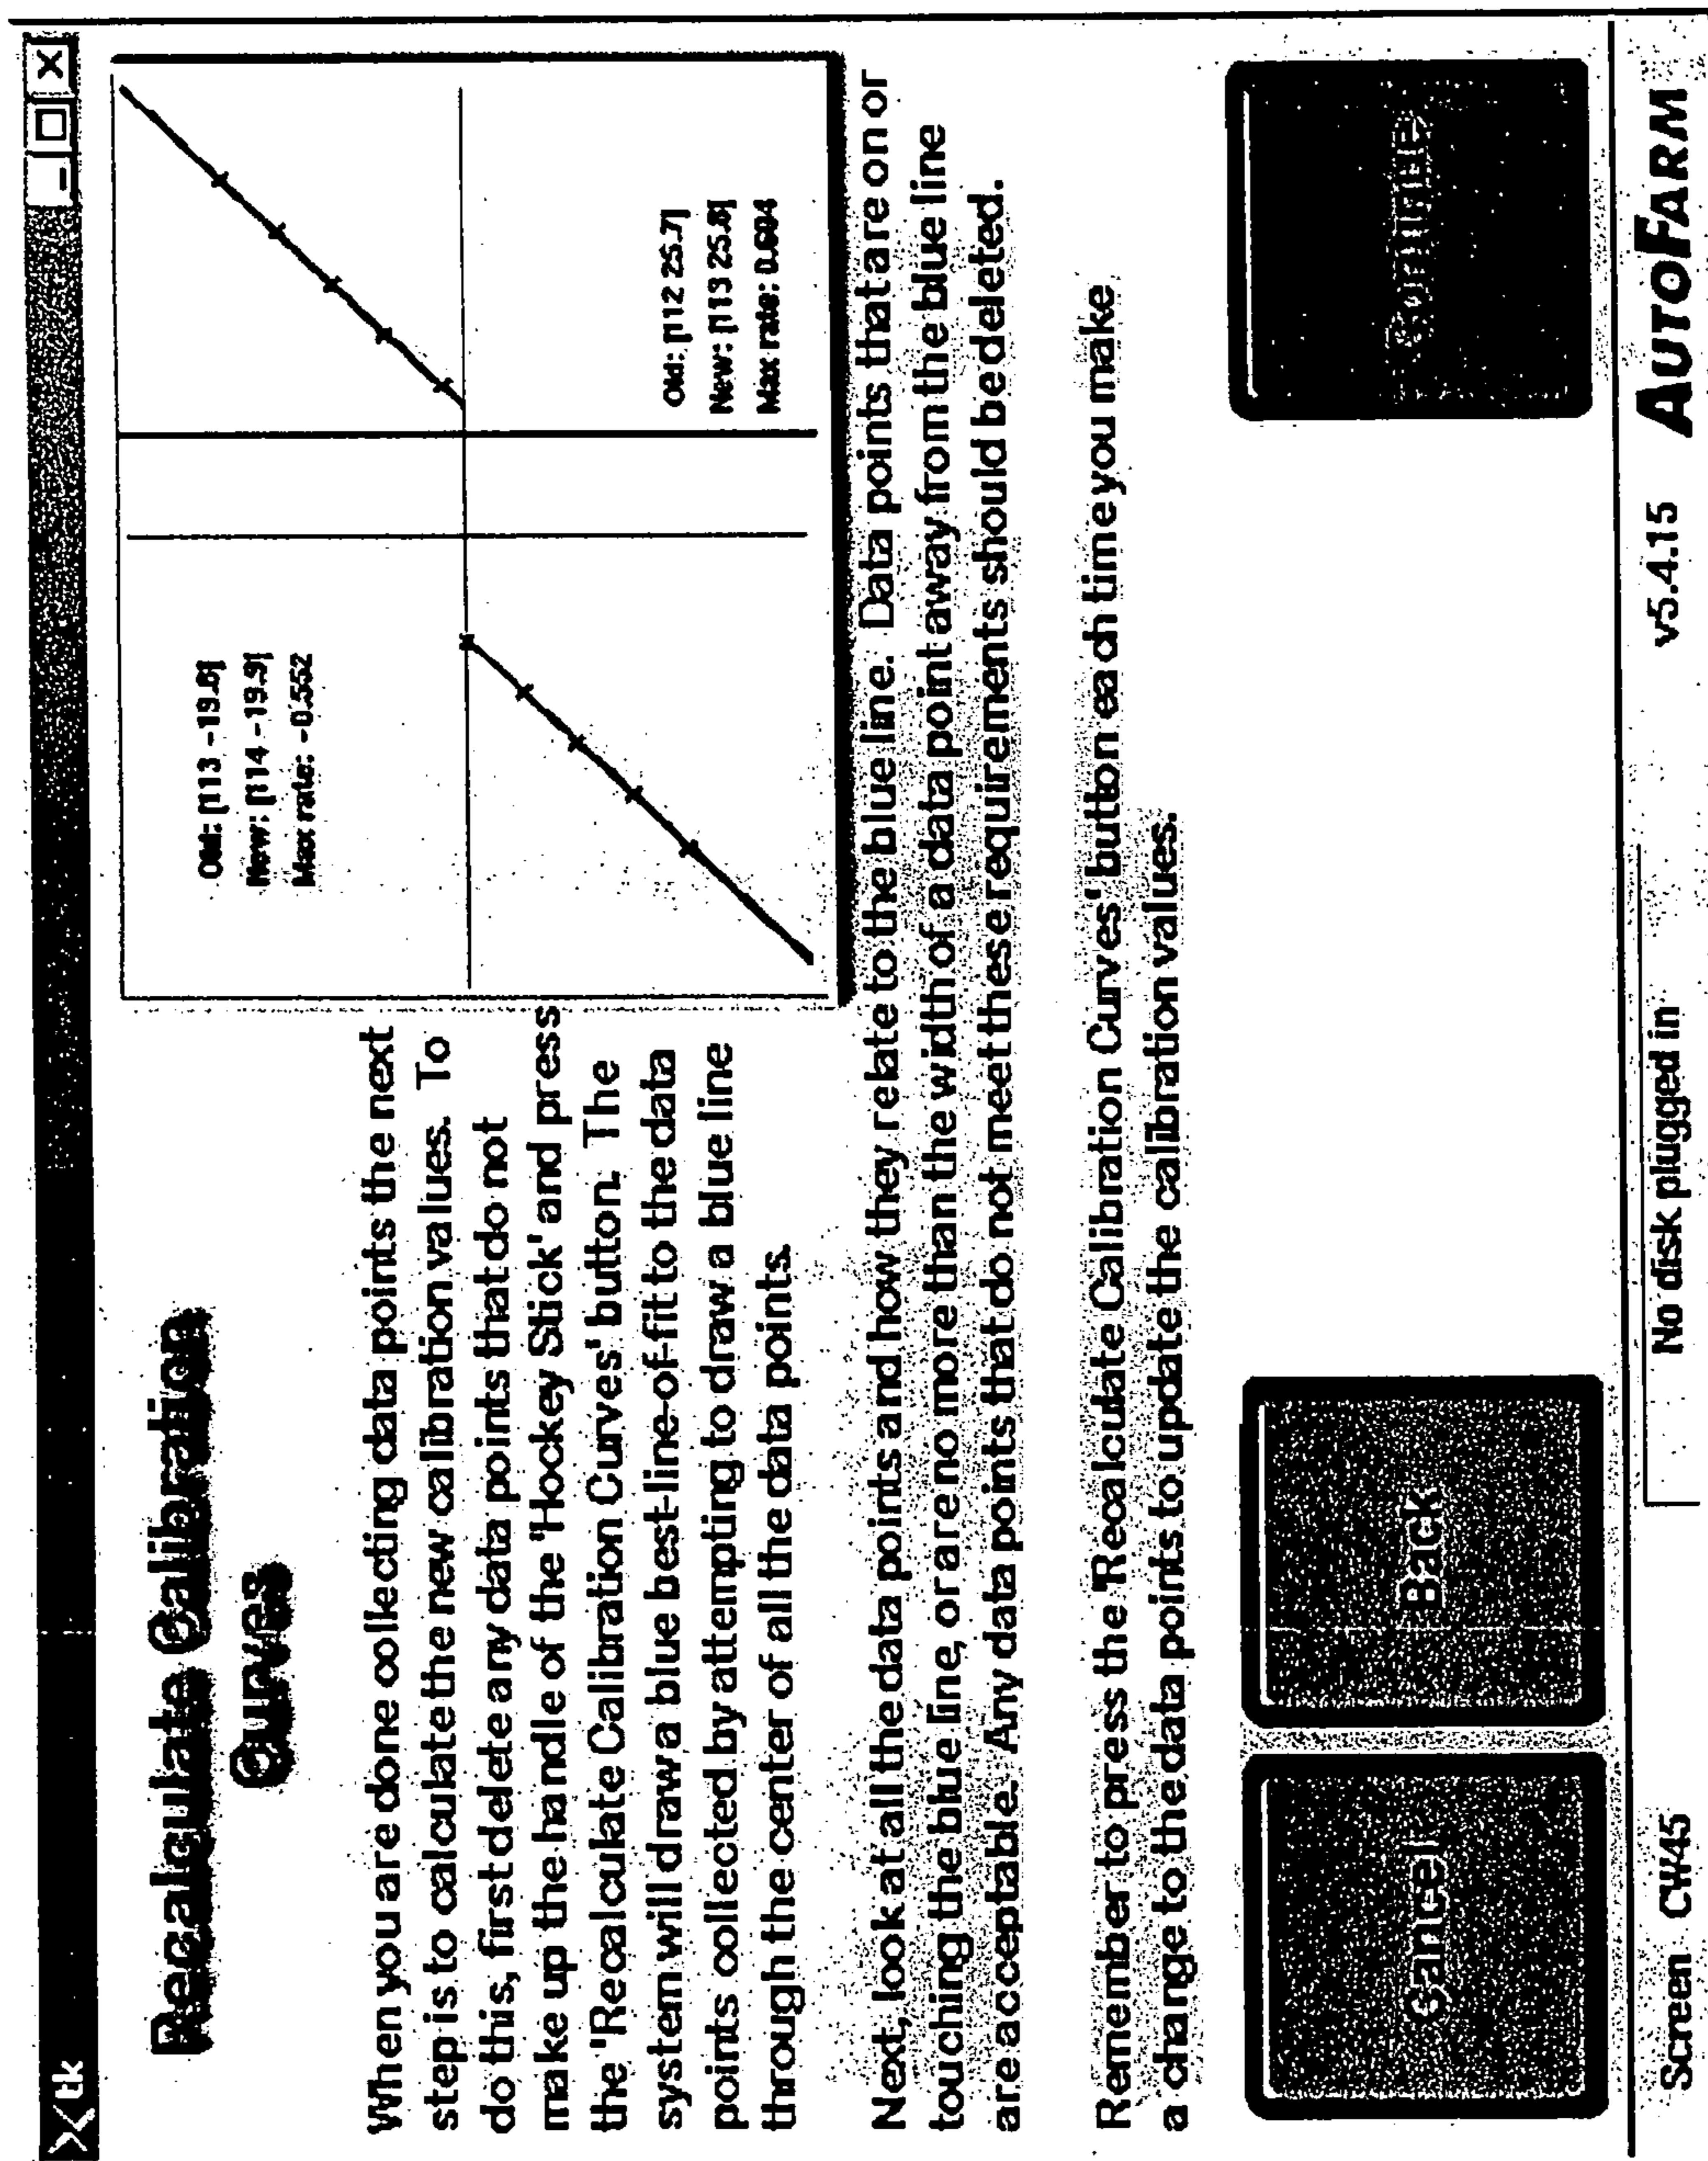 tk
Recalculate Calibration
Curves
When you are done collecting data points the next
step is to calculate the new calibration values. To
do this, first delete any data points that do not
make up the handle of the 'Hockey Stick' and press
the 'Recalculate Calibration Curves' button. The
system will draw a blue best-line-of-fit to the data
points collected by attempting to draw a blue line
through the center of all the data points.
Old: [113 -19.8]
New: [114 -19.9]
Max rate: -0.552
Old: [112 25.7]
New: [113 25.8]
Max rate: 0.604
Next, look at all the data points and how they relate to the blue line. Data points that are on or
touching the blue line, or are no more than the width of a data point away from the blue line
are acceptable. Any data points that do not meet these requirements should be deleted.
Remember to press the 'Recalculate Calibration Curves' button each time you make
a change to the data points to update the calibration values.
Cancel
Back
Continue
Screen CW45
No disk plugged in
v5.4.15
AUTOFARM